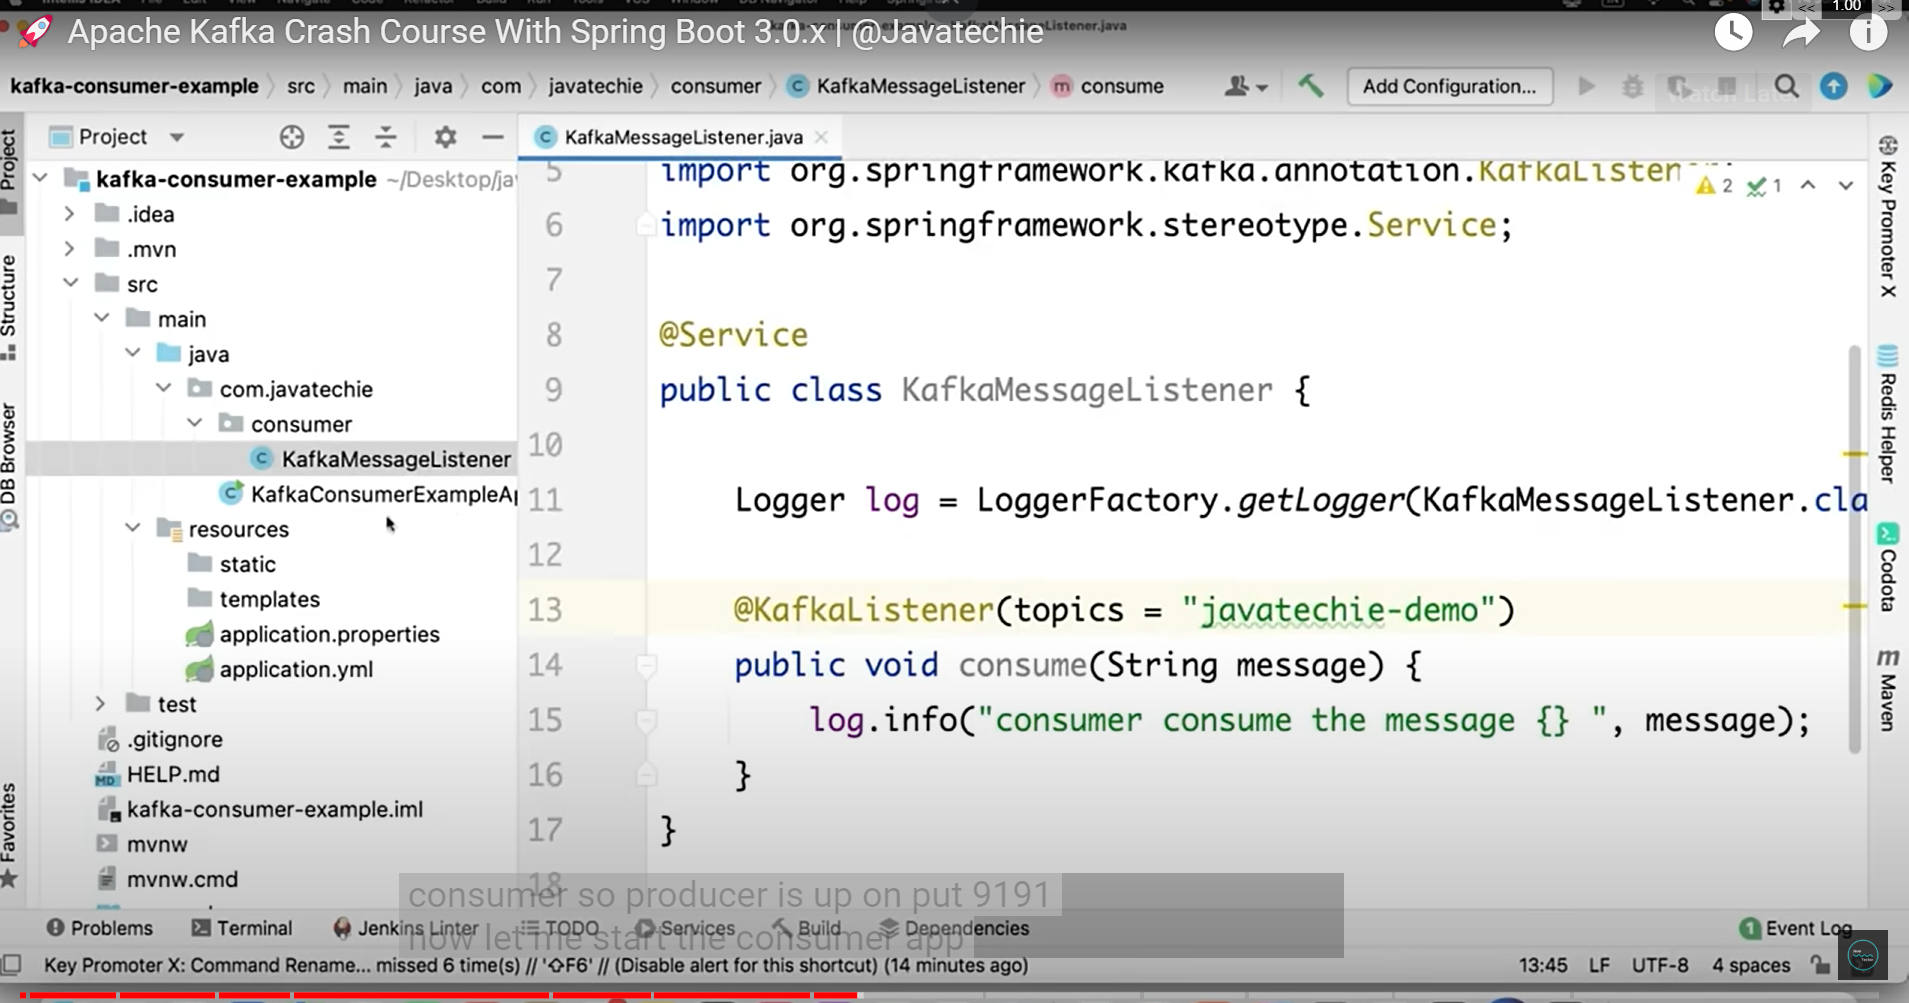 🚀 Apache Kafka Crash Course With Spring Boot 3.0.x | @Javatechie
1.00
kafka-consumer-example src main java com javatechie consumer KafkaMessageListener consume
Add Configuration...
Project
KafkaMessageListener.java
kafka-consumer-example ~/Desktop/ja
.idea
.mvn
src
main
java
com.javatechie
consumer
KafkaMessageListener
KafkaConsumerExampleAp
resources
static
templates
application.properties
application.yml
test
.gitignore
HELP.md
kafka-consumer-example.iml
mvnw
mvnw.cmd
Project
Structure
DB Browser
Favorites
5 import org.springframework.kafka.annotation.KafkaListener;
2 1
6 import org.springframework.stereotype.Service;
7
8 @Service
9 public class KafkaMessageListener {
10
11 Logger log = LoggerFactory.getLogger(KafkaMessageListener.cla
12
13 @KafkaListener(topics = "javatechie-demo")
14 public void consume(String message) {
15 log.info("consumer consume the message {} ", message);
16 }
17 }
18
Key Promoter X
Redis Helper
Codota
Maven
consumer so producer is up on put 9191
now let me start the consumer app
Problems Terminal Jenkins Linter TODO Services Build Dependencies
1 Event Log
Key Promoter X: Command Rename... missed 6 time(s) // '⇧F6' // (Disable alert for this shortcut) (14 minutes ago)
13:45 LF UTF-8 4 spaces